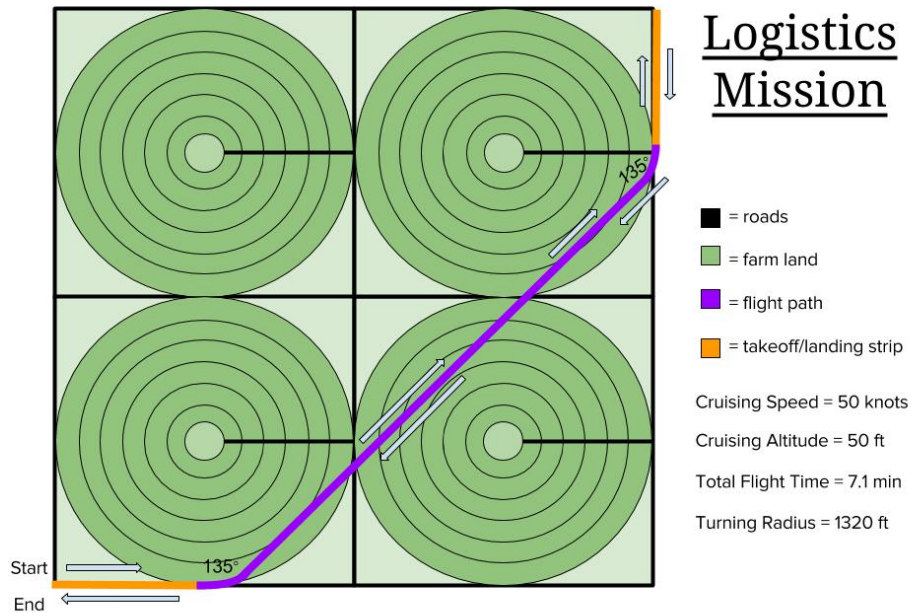 Logistics
Mission
135°
= roads
= farm land
= flight path
= takeoff/landing strip
Cruising Speed = 50 knots
Cruising Altitude = 50 ft
Total Flight Time = 7.1 min
Turning Radius = 1320 ft
135°
Start
End